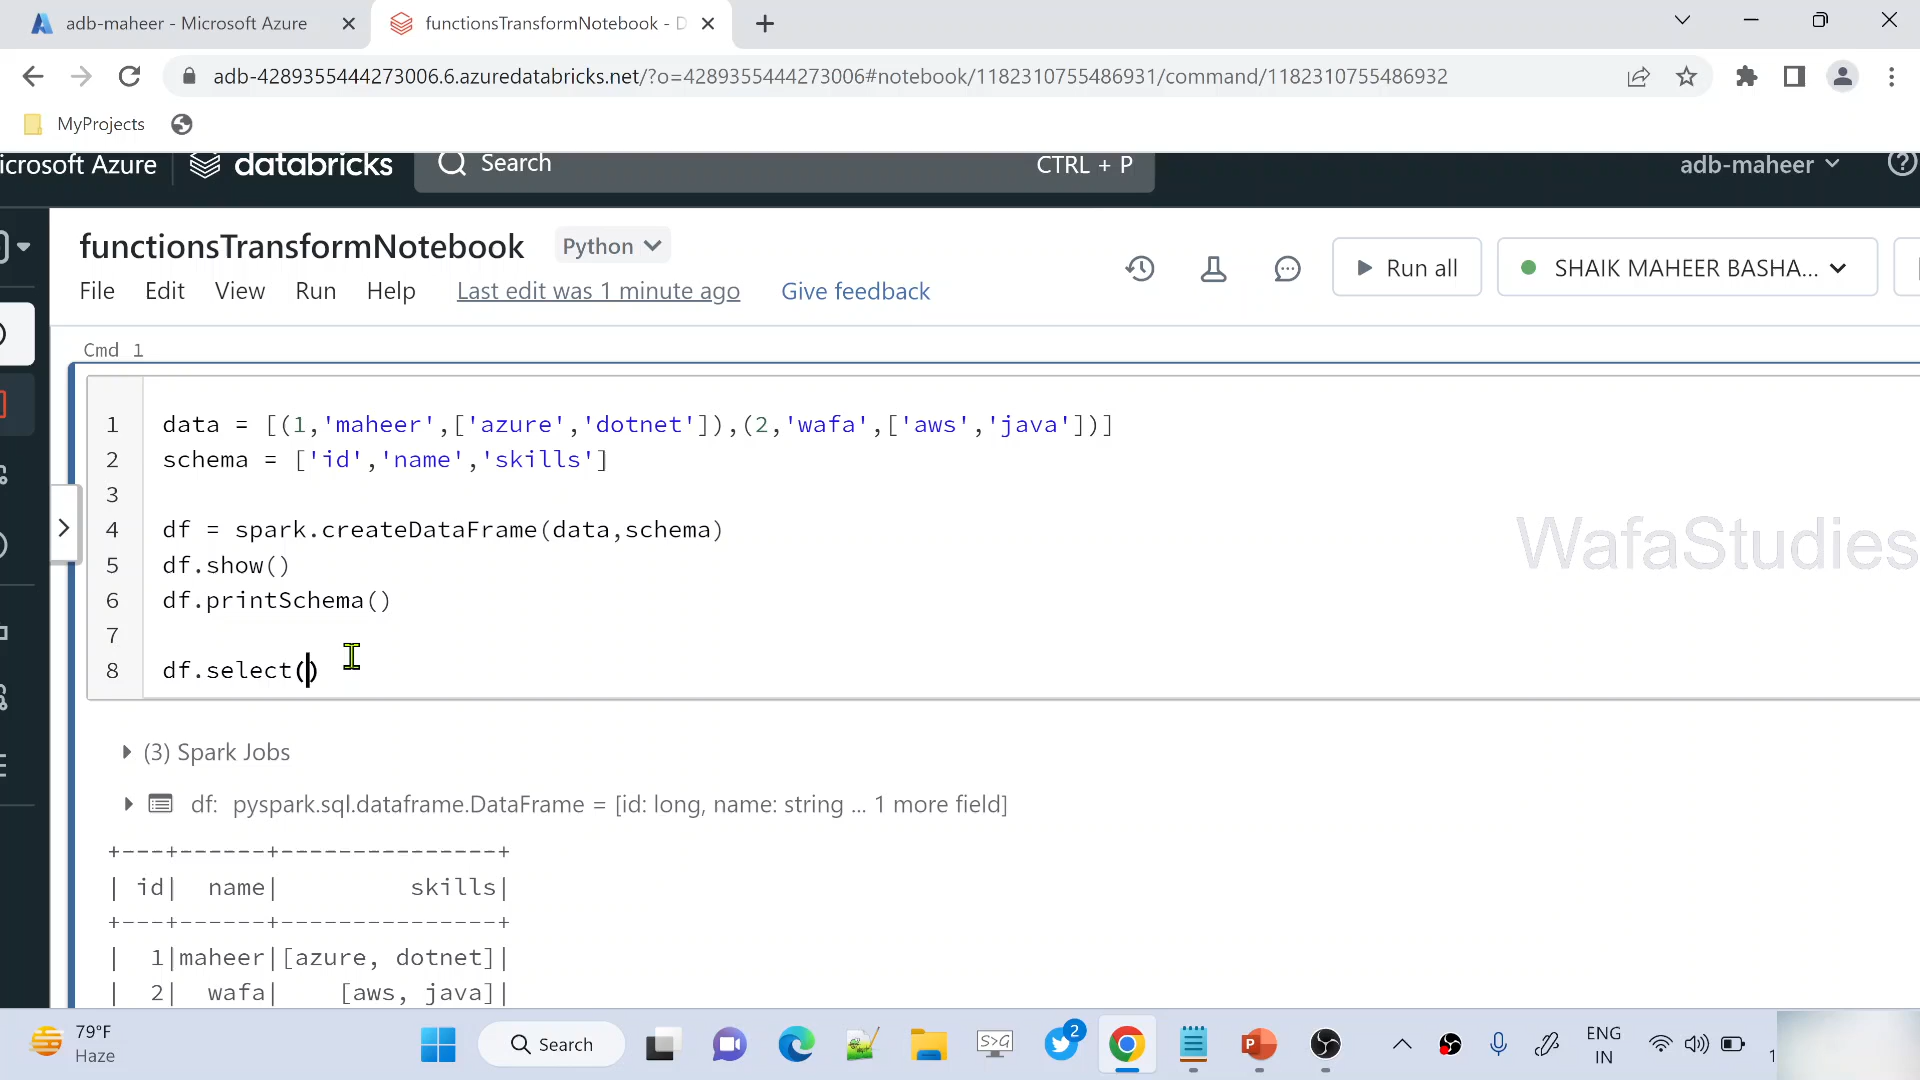 adb-maheer - Microsoft Azure
functionsTransformNotebook - D
adb-4289355444273006.6.azuredatabricks.net/?o=4289355444273006#notebook/1182310755486931/command/1182310755486932
MyProjects
icrosoft Azure
databricks
Search
CTRL + P
adb-maheer
functionsTransformNotebook
Python
Run all
SHAIK MAHEER BASHA...
File Edit View Run Help Last edit was 1 minute ago Give feedback
Cmd 1
1 data = [(1,'maheer',['azure','dotnet']),(2,'wafa',['aws','java'])]
2 schema = ['id','name','skills']
3
4 df = spark.createDataFrame(data,schema)
5 df.show()
6 df.printSchema()
7
8 df.select()
WafaStudies
(3) Spark Jobs
df: pyspark.sql.dataframe.DataFrame = [id: long, name: string ... 1 more field]
+---+------+---------------+
| id|  name|         skills|
+---+------+---------------+
|  1|maheer|[azure, dotnet]|
|  2|  wafa|    [aws, java]|
79°F
Haze
Search
S>G
2
P
ENG
IN
1